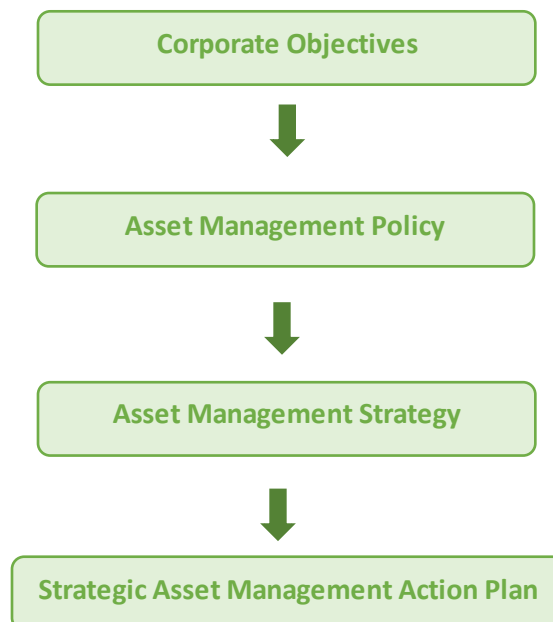 Corporate Objectives
Asset Management Policy
Asset Management Strategy
Strategic Asset Management Action Plan